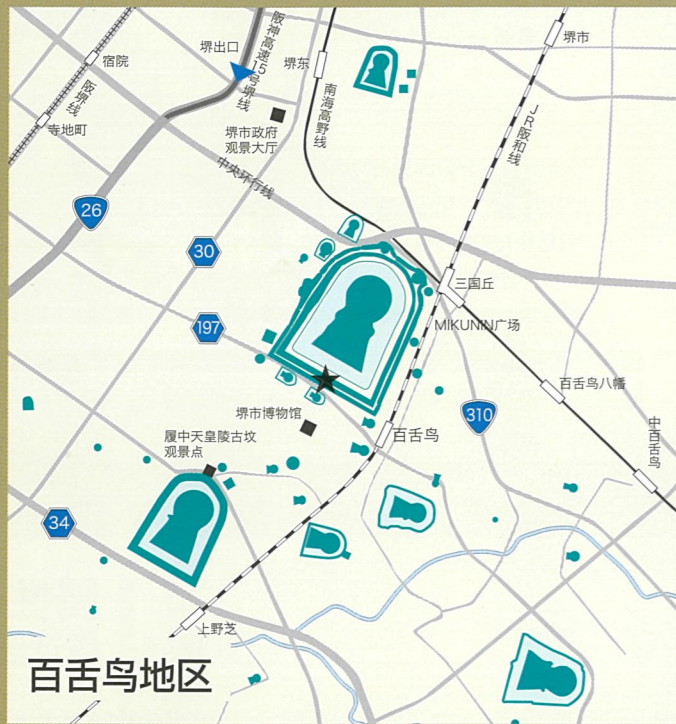 宿院
阪堺线
寺地町
堺出口
阪神高速15号堺线
堺东
南海高野线
堺市政府
观景大厅
中央环行线
堺市
JR阪和线
26
30
197
三国丘
MIKUNIN广场
百舌鸟八幡
中百舌鸟
310
堺市博物馆
百舌鸟
履中天皇陵古坟
观景点
34
上野芝
百舌鸟地区